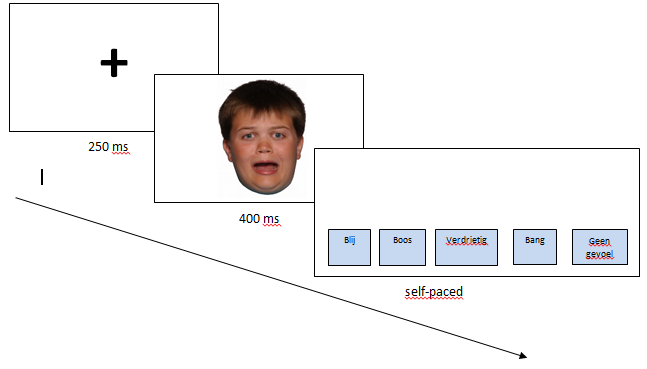 250 ms
400 ms
Blij
Boos
Verdrietig
Bang
Geen
gevoel
self-paced